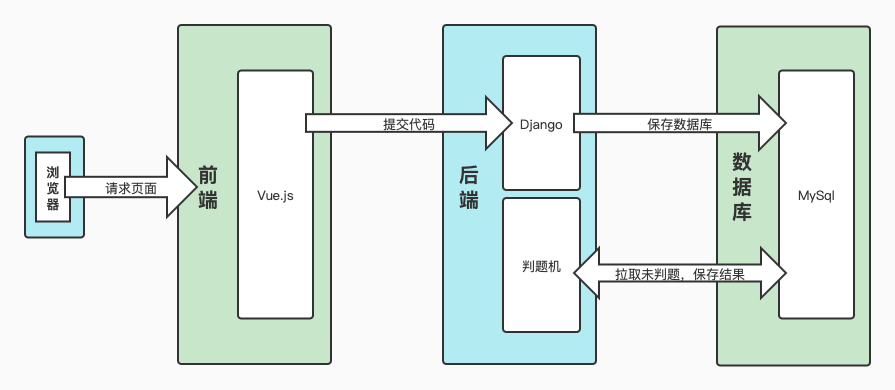 浏览器
请求页面
前端
Vue.js
提交代码
后端
Django
判题机
保存数据库
拉取未判题，保存结果
数据库
MySql